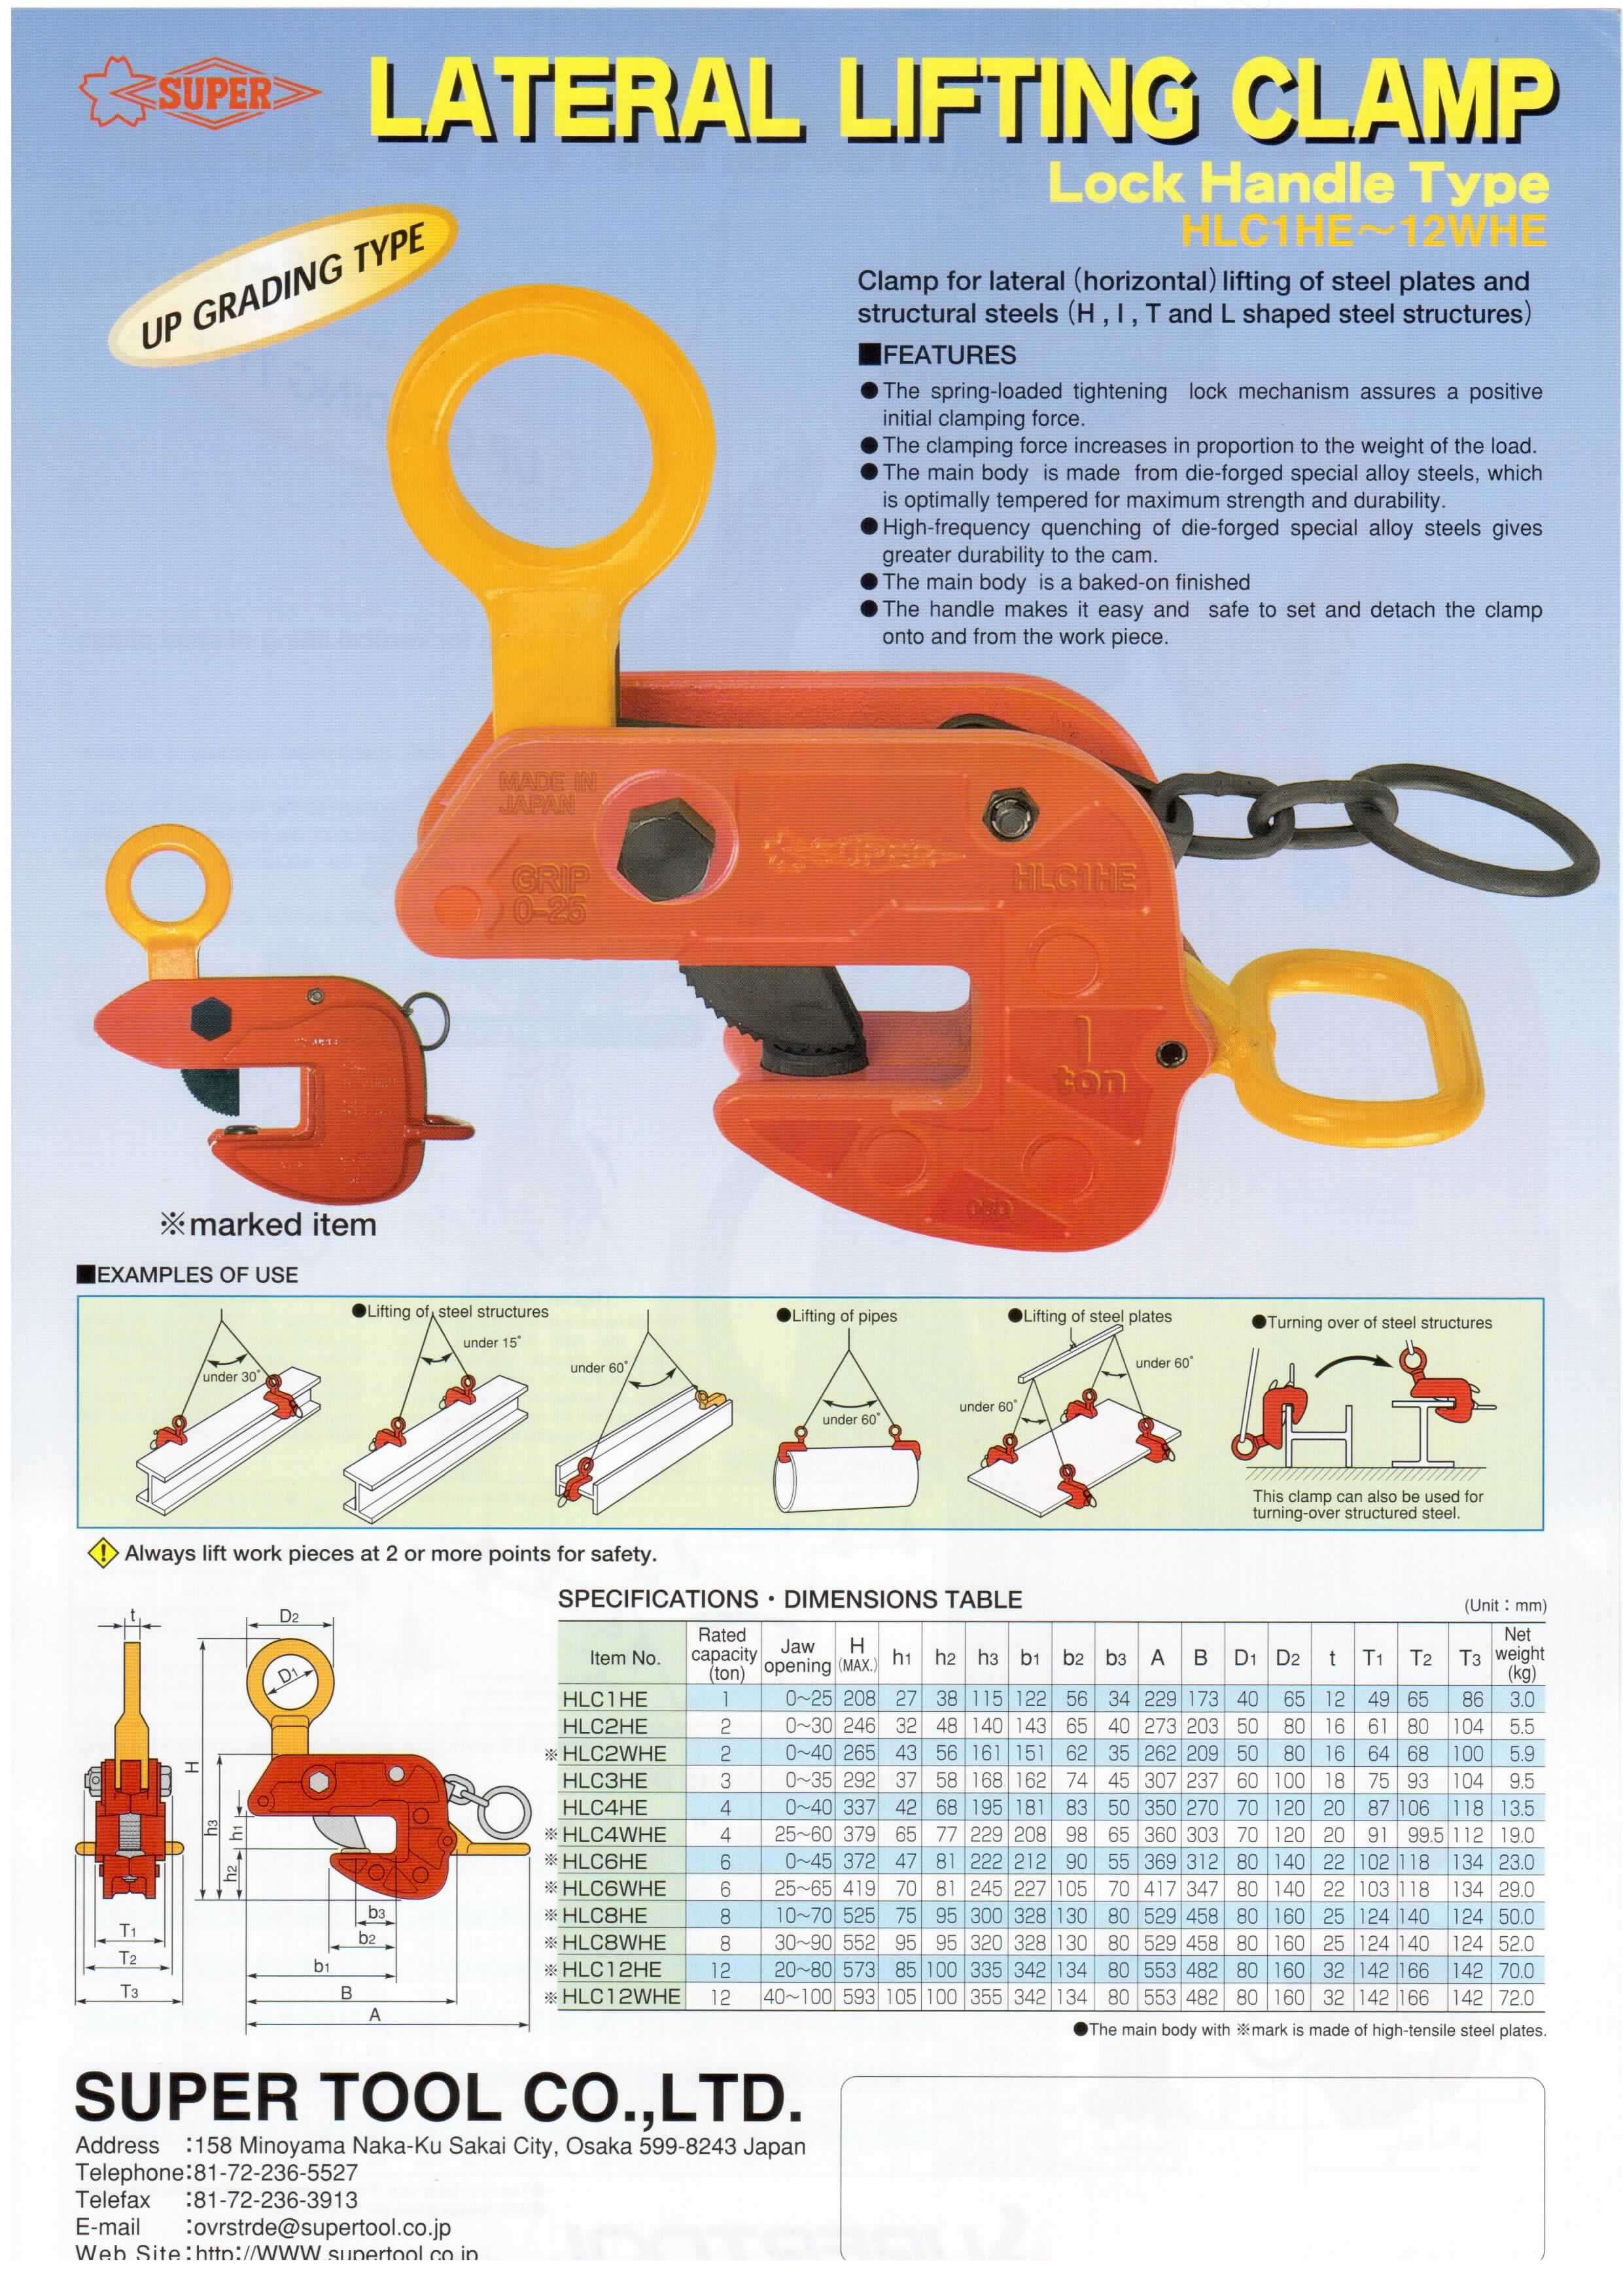 SUPER
LATERAL LIFTING CLAMP
Lock Handle Type
HLC1HE～12WHE
UP GRADING TYPE
Clamp for lateral (horizontal) lifting of steel plates and
structural steels (H , I , T and L shaped steel structures)
■FEATURES
●The spring-loaded tightening lock mechanism assures a positive
initial clamping force.
●The clamping force increases in proportion to the weight of the load.
●The main body is made from die-forged special alloy steels, which
is optimally tempered for maximum strength and durability.
●High-frequency quenching of die-forged special alloy steels gives
greater durability to the cam.
●The main body is a baked-on finished
●The handle makes it easy and safe to set and detach the clamp
onto and from the work piece.
MADE IN
JAPAN
GRIP
0-25
SUPER
HLC1HE
1
ton
※marked item
■EXAMPLES OF USE
●Lifting of steel structures
under 30°
under 15°
under 60°
●Lifting of pipes
under 60°
●Lifting of steel plates
under 60°
under 60°
●Turning over of steel structures
This clamp can also be used for
turning-over structured steel.
! Always lift work pieces at 2 or more points for safety.
t
D2
D1
H
h3
h1
h2
b3
b2
b1
B
A
T1
T2
T3
SPECIFICATIONS・DIMENSIONS TABLE
(Unit : mm)
Item No. Rated capacity (ton) Jaw opening H (MAX.) h1 h2 h3 b1 b2 b3 A B D1 D2 t T1 T2 T3 Net weight (kg)
HLC1HE 1 0~25 208 27 38 115 122 56 34 229 173 40 65 12 49 65 86 3.0
HLC2HE 2 0~30 246 32 48 140 143 65 40 273 203 50 80 16 61 80 104 5.5
※HLC2WHE 2 0~40 265 43 56 161 151 62 35 262 209 50 80 16 64 68 100 5.9
HLC3HE 3 0~35 292 37 58 168 162 74 45 307 237 60 100 18 75 93 104 9.5
HLC4HE 4 0~40 337 42 68 195 181 83 50 350 270 70 120 20 87 106 118 13.5
※HLC4WHE 4 25~60 379 65 77 229 208 98 65 360 303 70 120 20 91 99.5 112 19.0
※HLC6HE 6 0~45 372 47 81 222 212 90 55 369 312 80 140 22 102 118 134 23.0
※HLC6WHE 6 25~65 419 70 81 245 227 105 70 417 347 80 140 22 103 118 134 29.0
※HLC8HE 8 10~70 525 75 95 300 328 130 80 529 458 80 160 25 124 140 124 50.0
※HLC8WHE 8 30~90 552 95 95 320 328 130 80 529 458 80 160 25 124 140 124 52.0
※HLC12HE 12 20~80 573 85 100 335 342 134 80 553 482 80 160 32 142 166 142 70.0
※HLC12WHE 12 40~100 593 105 100 355 342 134 80 553 482 80 160 32 142 166 142 72.0
●The main body with ※mark is made of high-tensile steel plates.
SUPER TOOL CO.,LTD.
Address :158 Minoyama Naka-Ku Sakai City, Osaka 599-8243 Japan
Telephone:81-72-236-5527
Telefax :81-72-236-3913
E-mail :ovrstrde@supertool.co.jp
Web Site:http://WWW.supertool.co.jp